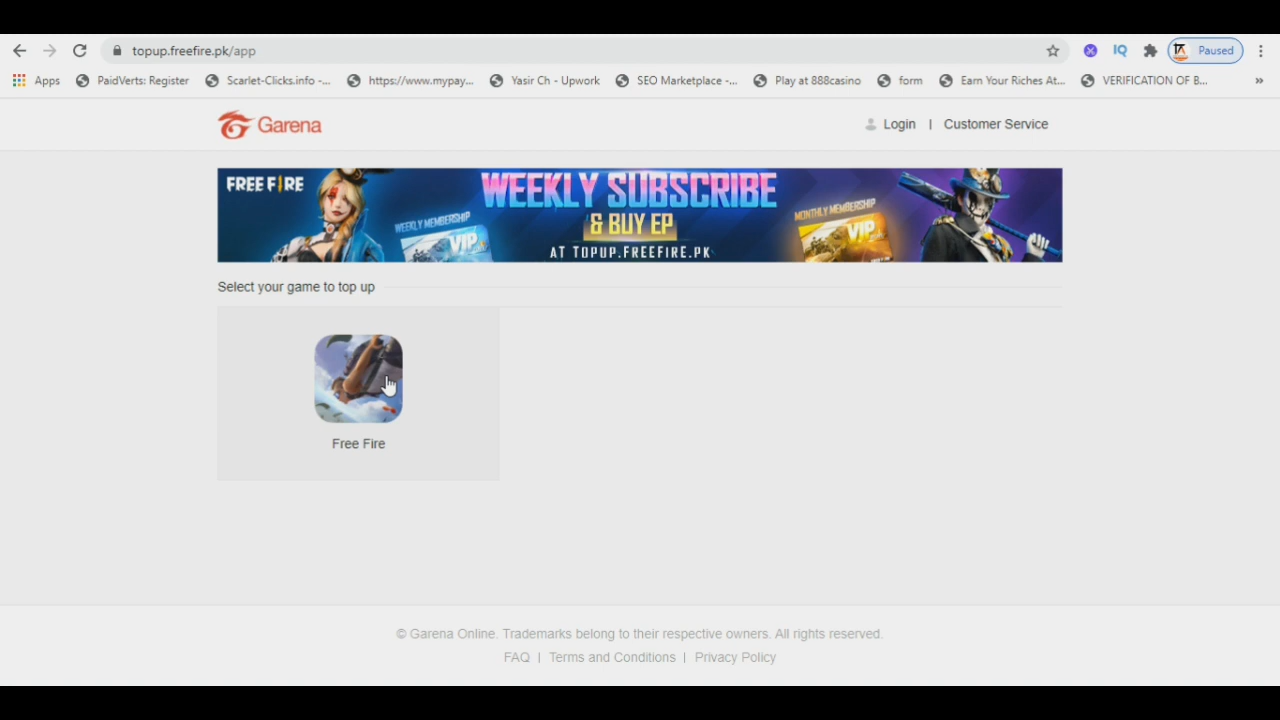 topup.freefire.pk/app
IQ
Paused
Apps PaidVerts: Register Scarlet-Clicks.info -... https://www.mypay... Yasir Ch - Upwork SEO Marketplace -... Play at 888casino form Earn Your Riches At... VERIFICATION OF B... »
Garena
Login | Customer Service
FREE FIRE
WEEKLY SUBSCRIBE
& BUY EP
AT TOPUP.FREEFIRE.PK
WEEKLY MEMBERSHIP
VIP
MONTHLY MEMBERSHIP
VIP
Select your game to top up
Free Fire
© Garena Online. Trademarks belong to their respective owners. All rights reserved.
FAQ | Terms and Conditions | Privacy Policy